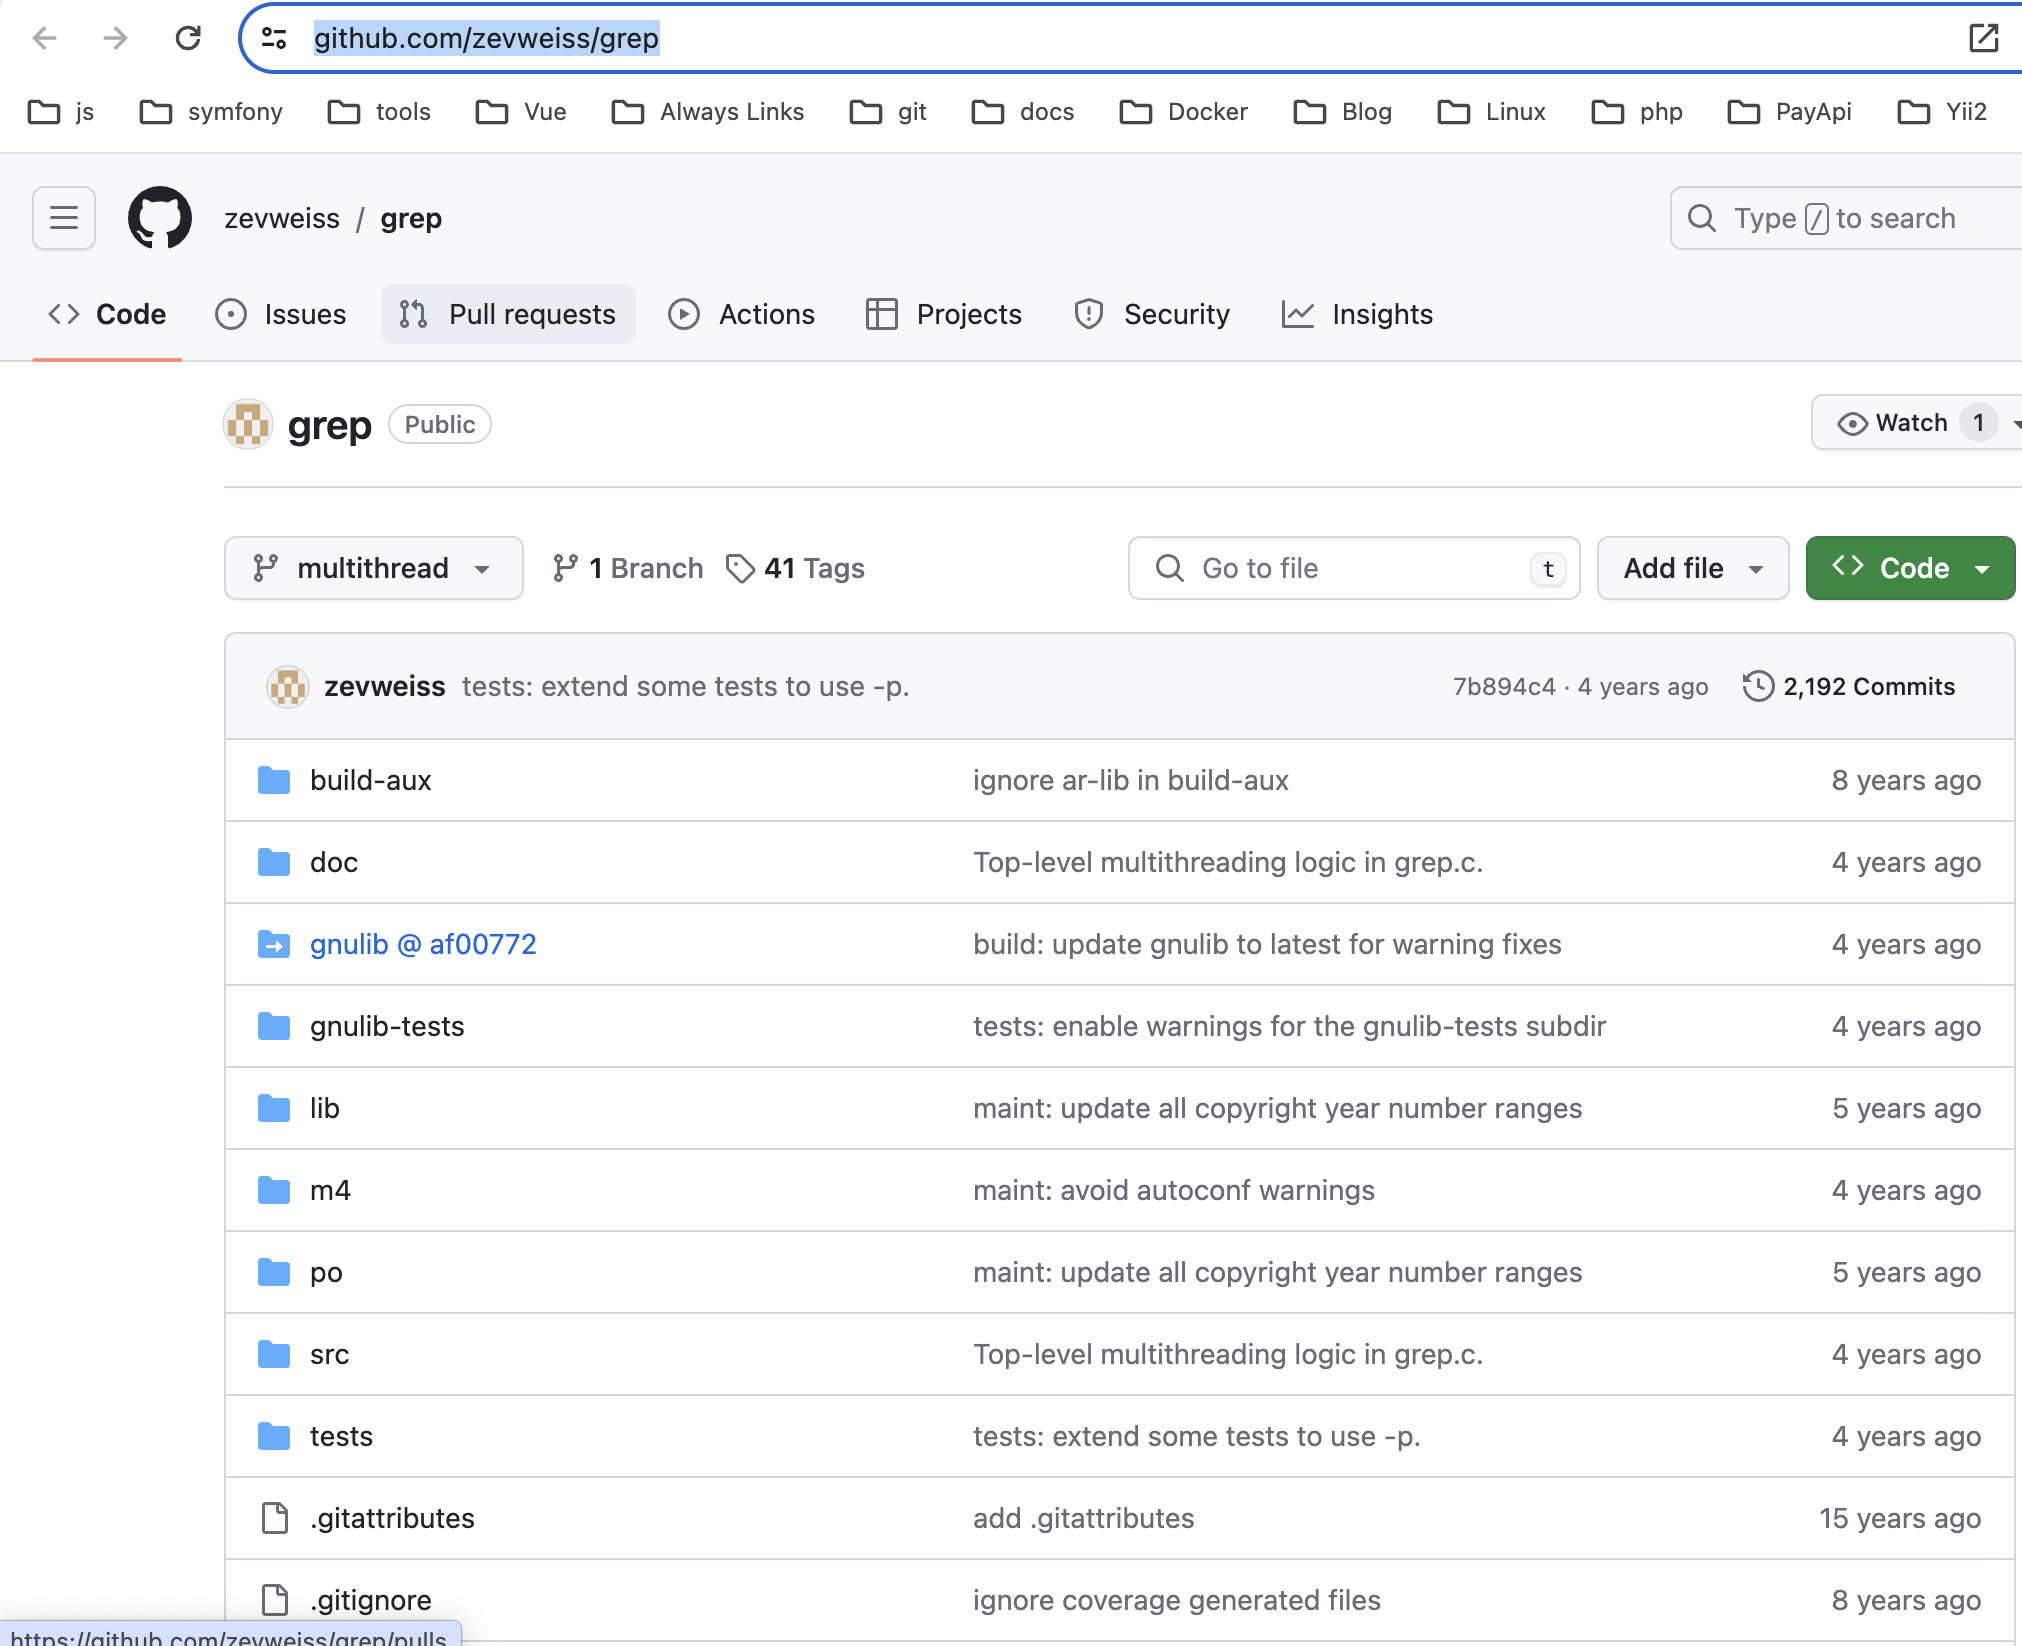 github.com/zevweiss/grep
js symfony tools Vue Always Links git docs Docker Blog Linux php PayApi Yii2
zevweiss / grep
Type / to search
Code Issues Pull requests Actions Projects Security Insights
grep Public
Watch 1
multithread 1 Branch 41 Tags
Go to file t
Add file
Code
zevweiss tests: extend some tests to use -p. 7b894c4 · 4 years ago 2,192 Commits
build-aux ignore ar-lib in build-aux 8 years ago
doc Top-level multithreading logic in grep.c. 4 years ago
gnulib @ af00772 build: update gnulib to latest for warning fixes 4 years ago
gnulib-tests tests: enable warnings for the gnulib-tests subdir 4 years ago
lib maint: update all copyright year number ranges 5 years ago
m4 maint: avoid autoconf warnings 4 years ago
po maint: update all copyright year number ranges 5 years ago
src Top-level multithreading logic in grep.c. 4 years ago
tests tests: extend some tests to use -p. 4 years ago
.gitattributes add .gitattributes 15 years ago
.gitignore ignore coverage generated files 8 years ago
https://github.com/zevweiss/grep/pulls